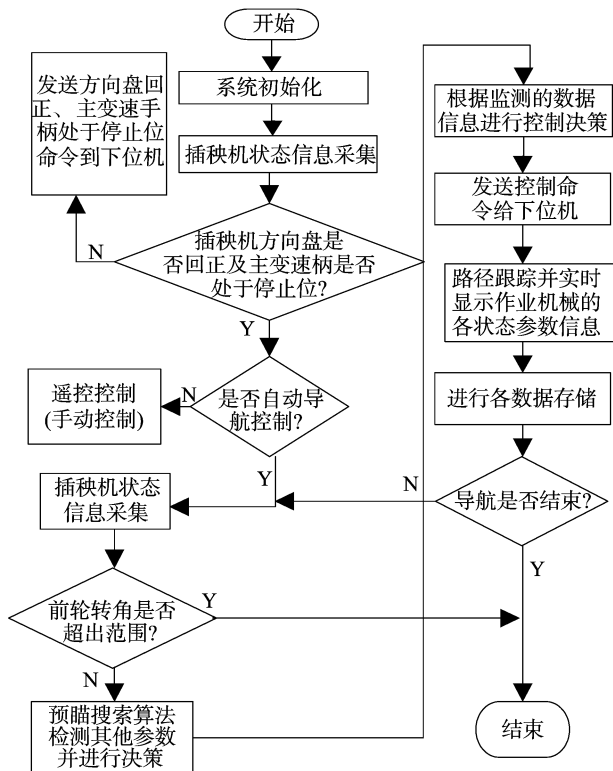 开始
系统初始化
插秧机状态信息采集
发送方向盘回
正、主变速手
柄处于停止位
命令到下位机
插秧机方向盘是
否回正及主变速柄是否
处于停止位?
N
Y
是否自动导
航控制?
N
遥控控制
(手动控制)
Y
插秧机状态
信息采集
前轮转角是否
超出范围?
Y
N
预瞄搜索算法
检测其他参数
并进行决策
根据监测的数据
信息进行控制决策
发送控制命
令给下位机
路径跟踪并实时
显示作业机械的
各状态参数信息
进行各数据存储
导航是否结束?
N
Y
结束